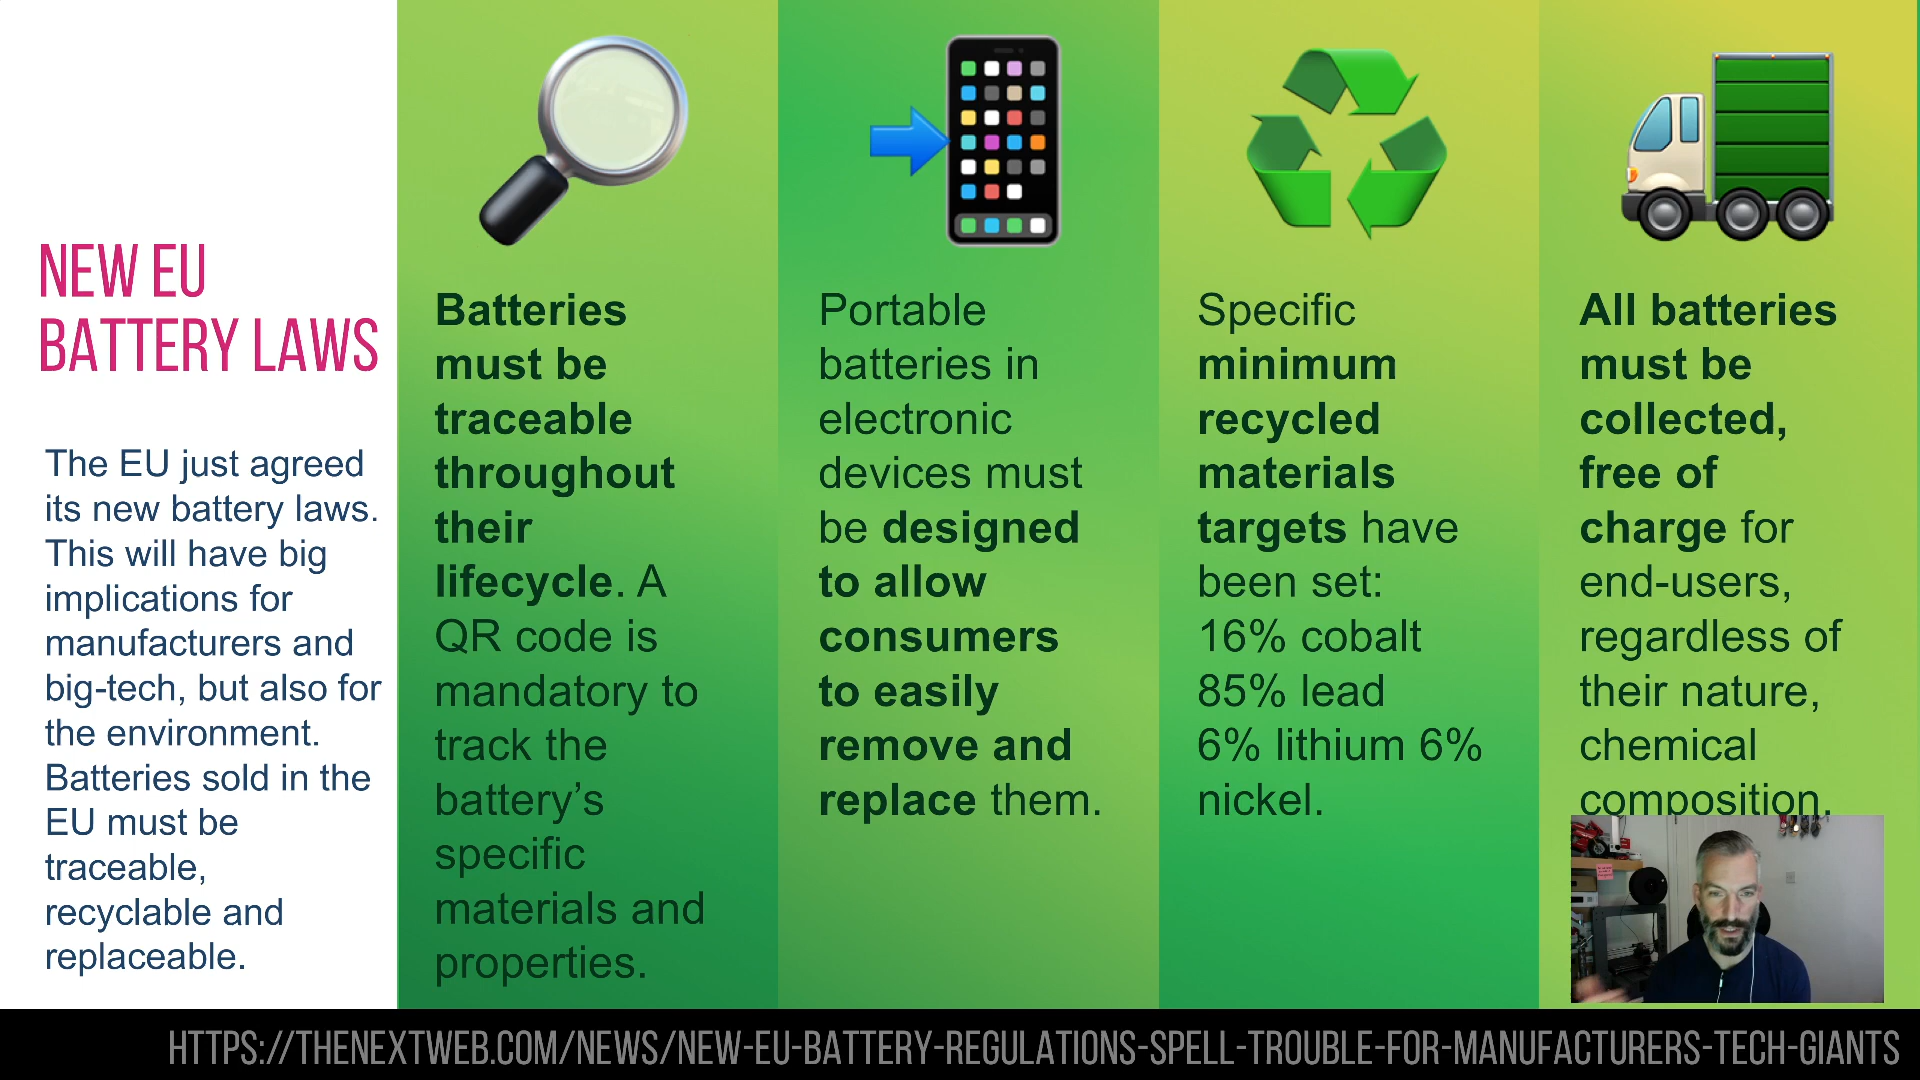 NEW EU
BATTERY LAWS
The EU just agreed
its new battery laws.
This will have big
implications for
manufacturers and
big-tech, but also for
the environment.
Batteries sold in the
EU must be
traceable,
recyclable and
replaceable.
Batteries
must be
traceable
throughout
their
lifecycle. A
QR code is
mandatory to
track the
battery’s
specific
materials and
properties.
Portable
batteries in
electronic
devices must
be designed
to allow
consumers
to easily
remove and
replace them.
Specific
minimum
recycled
materials
targets have
been set:
16% cobalt
85% lead
6% lithium 6%
nickel.
All batteries
must be
collected,
free of
charge for
end-users,
regardless of
their nature,
chemical
composition.
HTTPS://THENEXTWEB.COM/NEWS/NEW-EU-BATTERY-REGULATIONS-SPELL-TROUBLE-FOR-MANUFACTURERS-TECH-GIANTS